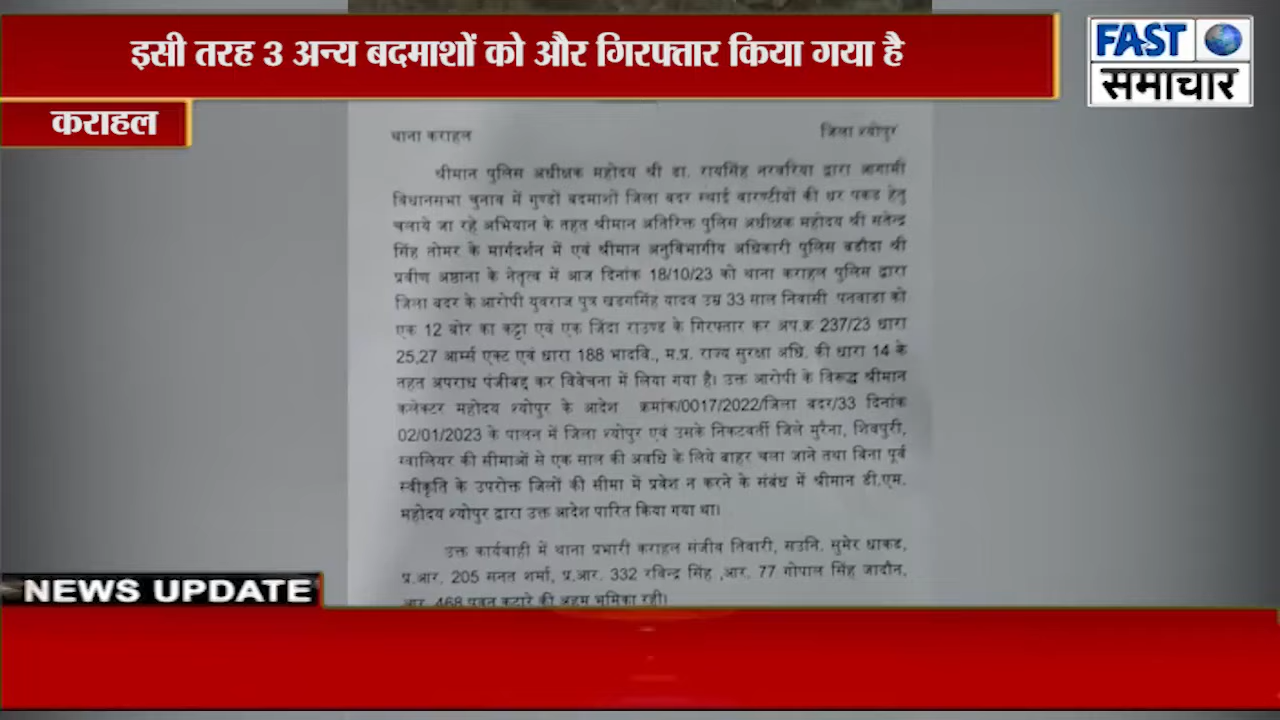 इसी तरह 3 अन्य बदमाशों को और गिरफ्तार किया गया है
FAST
समाचार
कराहल
थाना कराहल जिला श्योपुर
श्रीमान पुलिस अधीक्षक महोदय श्री डा. रायसिंह नरवरिया द्वारा आगामी
विधानसभा चुनाव में गुण्डों बदमाशों जिला बदर स्थाई वारण्टीयों की धर पकड हेतु
चलाये जा रहे अभियान के तहत श्रीमान अतिरिक्त पुलिस अधीक्षक महोदय श्री सतेन्द्र
सिंह तोमर के मार्गदर्शन में एवं श्रीमान अनुविभागीय अधिकारी पुलिस बडौदा श्री
प्रवीण अष्ठाना के नेतृत्व में आज दिनांक 18/10/23 को थाना कराहल पुलिस द्वारा
जिला बदर के आरोपी युवराज पुत्र खडगसिंह यादव उम्र 33 साल निवासी पनवाडा को
एक 12 बोर का कट्टा एवं एक जिंदा राउण्ड के गिरफ्तार कर अप.क्र 237/23 धारा
25,27 आर्म्स एक्ट एवं धारा 188 भादवि., म.प्र. राज्य सुरक्षा अधि. की धारा 14 के
तहत अपराध पंजीबद्द कर विवेचना में लिया गया है। उक्त आरोपी के विरूद्ध श्रीमान
कलेक्टर महोदय श्योपुर के आदेश क्रमांक/0017/2022/जिला बदर/33 दिनांक
02/01/2023 के पालन में जिला श्योपुर एवं उसके निकटवर्ती जिले मुरैना, शिवपुरी,
ग्वालियर की सीमाओं से एक साल की अवधि के लिये बाहर चला जाने तथा बिना पूर्व
स्वीकृति के उपरोक्त जिलों की सीमा में प्रवेश न करने के संबंध में श्रीमान डी.एम.
महोदय श्योपुर द्वारा उक्त आदेश पारित किया गया था।
उक्त कार्यवाही में थाना प्रभारी कराहल संजीव तिवारी, सउनि. सुमेर धाकड,
प्र.आर. 205 सनत शर्मा, प्र.आर. 332 रविन्द्र सिंह ,आर. 77 गोपाल सिंह जादौन,
आर. 468 पवन कटारे की अहम भूमिका रही।
NEWS UPDATE